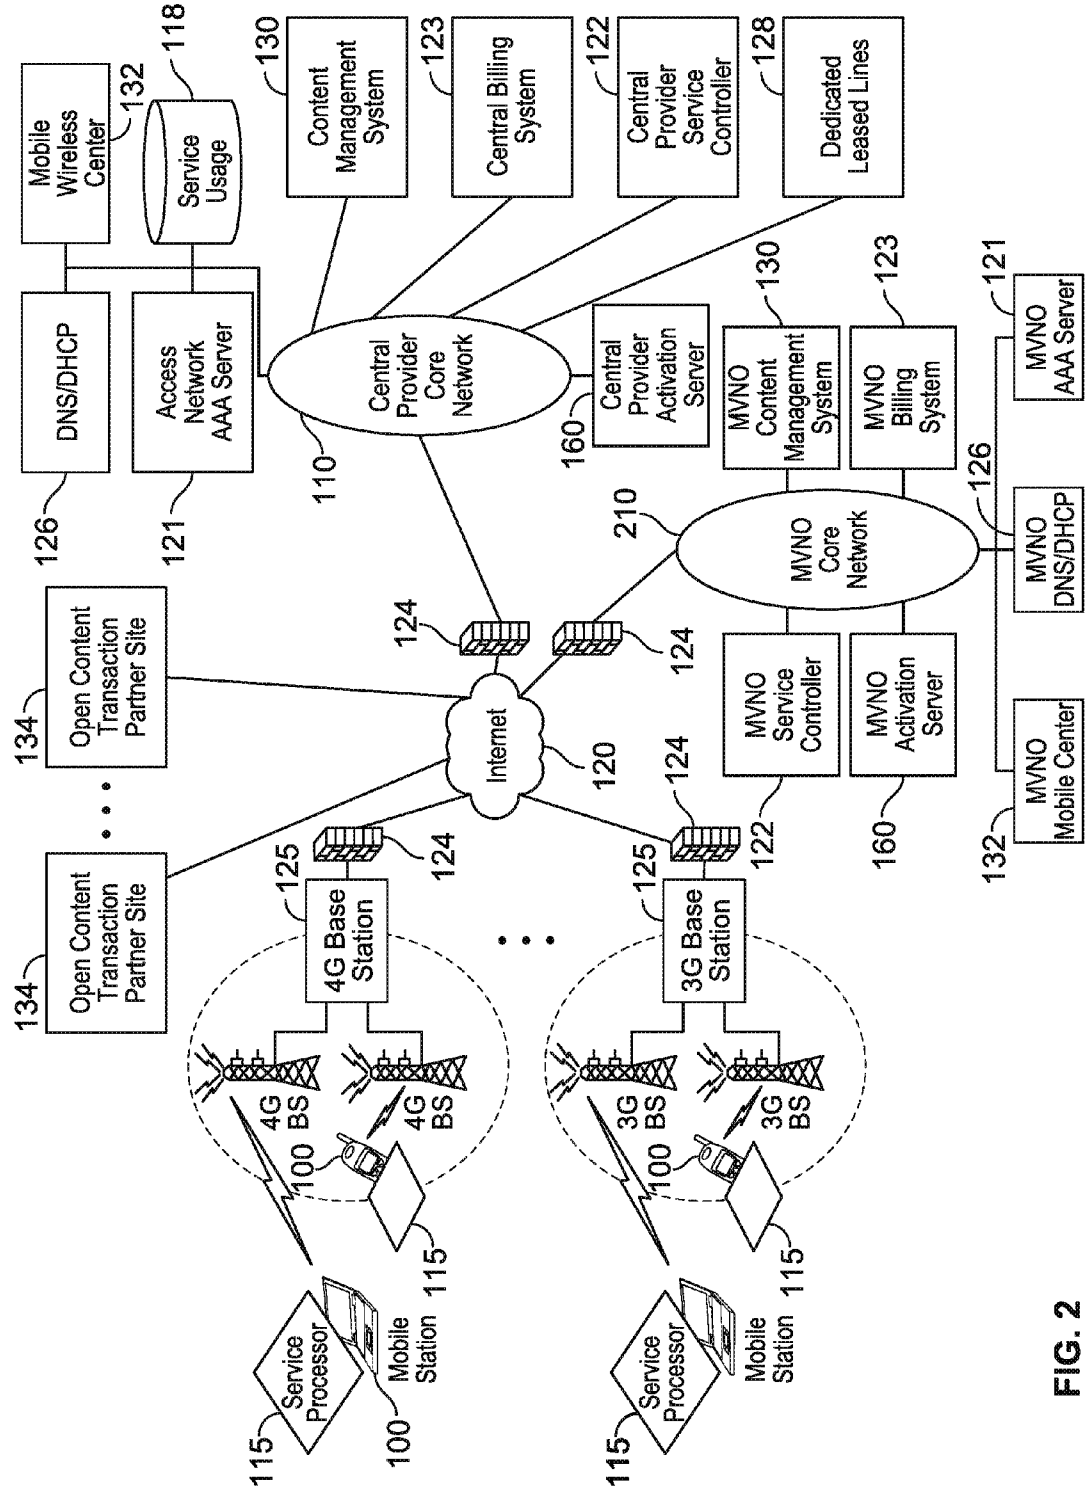 134
Open Content
Transaction
Partner Site
134
Open Content
Transaction
Partner Site
126
DNS/DHCP
Mobile
Wireless
Center
132
121
Access
Network
AAA Server
Service
Usage
118
115
Service
Processor
100
Mobile
Station
115
100
4G
BS
4G
BS
125
4G Base
Station
124
110
Central
Provider
Core
Network
130
Content
Management
System
123
Central Billing
System
122
Central
Provider
Service
Controller
128
Dedicated
Leased Lines
160
Central
Provider
Activation
Server
124
124
Internet
120
115
Service
Processor
Mobile
Station
115
100
3G
BS
3G
BS
125
3G Base
Station
124
210
MVNO
Core
Network
122
MVNO
Service
Controller
MVNO
Content
Management
System
130
160
MVNO
Activation
Server
MVNO
Billing
System
123
132
MVNO
Mobile Center
126
MVNO
DNS/DHCP
121
MVNO
AAA Server
FIG. 2